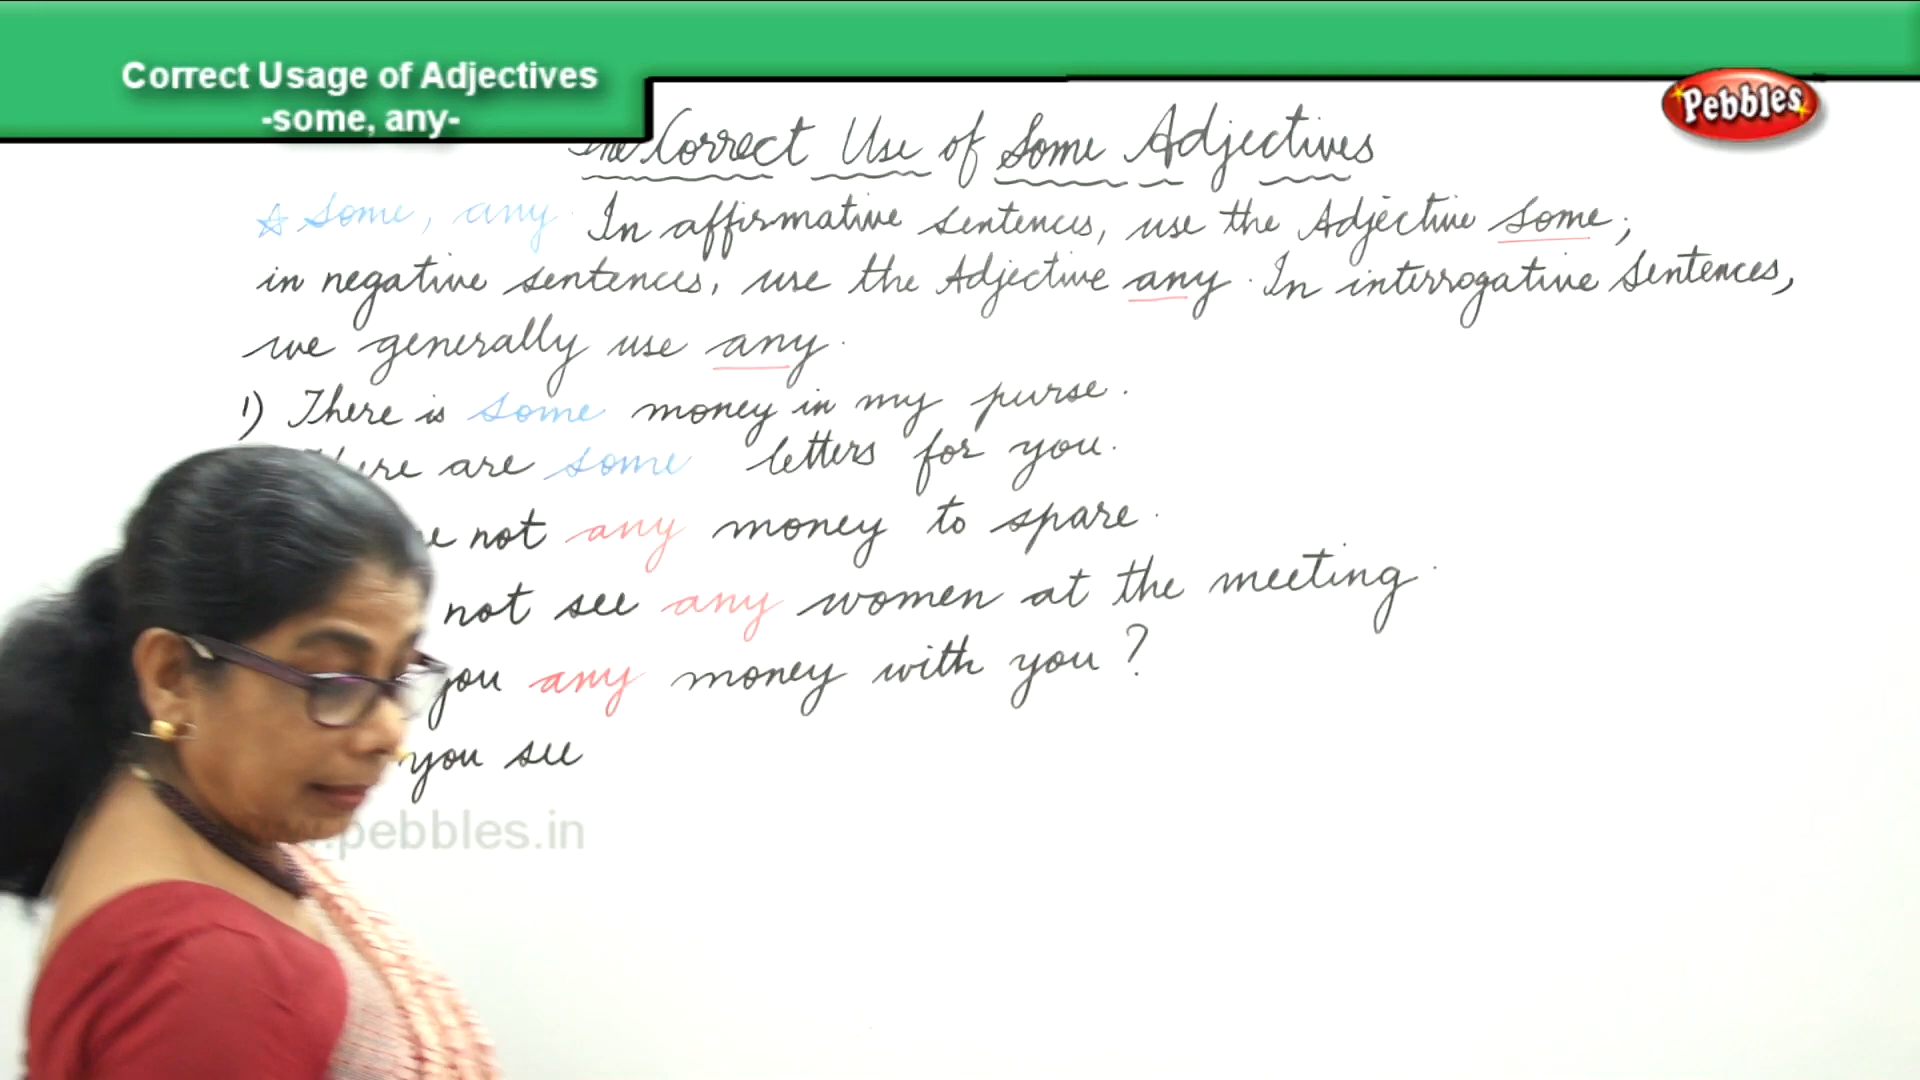 Correct Usage of Adjectives
-some, any-
Pebbles
The Correct Use of Some Adjectives
☆ Some, any. In affirmative sentences, use the Adjective some;
in negative sentences, use the Adjective any. In interrogative Sentences,
we generally use any.
1) There is some money in my purse.
are some letters for you.
not any money to spare.
not see any women at the meeting.
you any money with you?
you see
pebbles.in